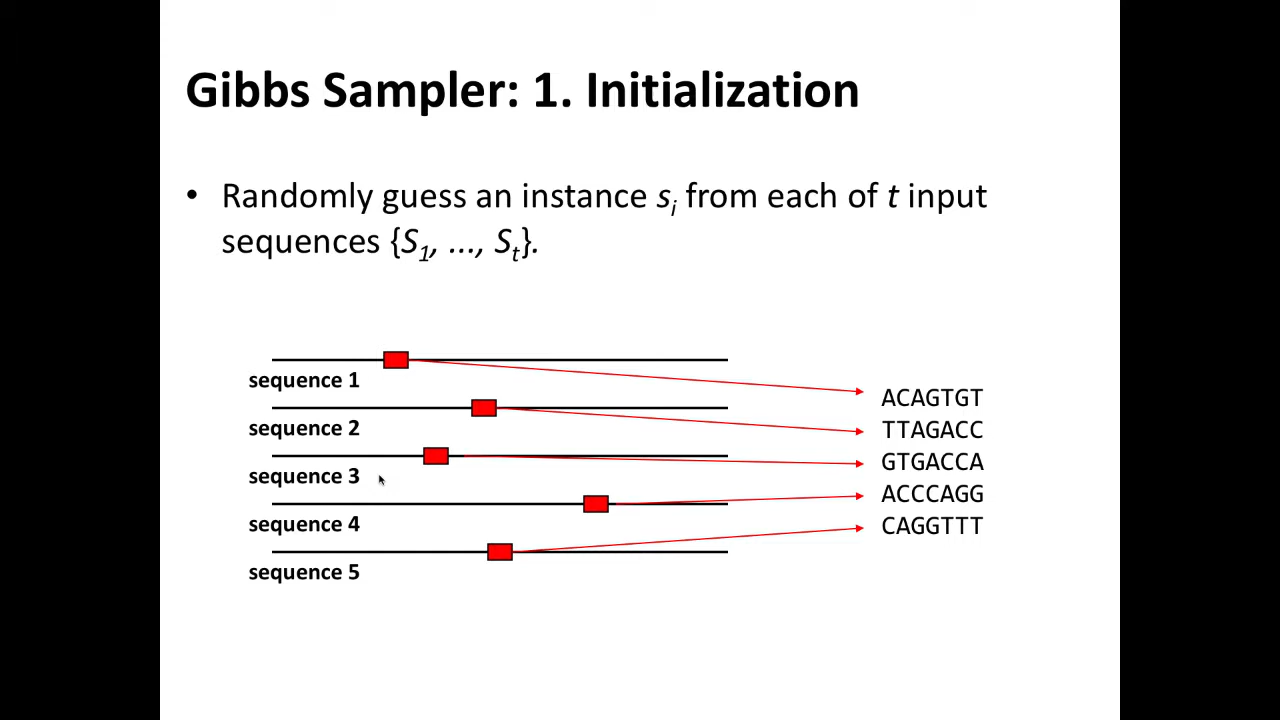 Gibbs Sampler: 1. Initialization
• Randomly guess an instance si from each of t input
sequences {S1, ..., St}.
sequence 1
sequence 2
sequence 3
sequence 4
sequence 5
ACAGTGT
TTAGACC
GTGACCA
ACCCAGG
CAGGTTT